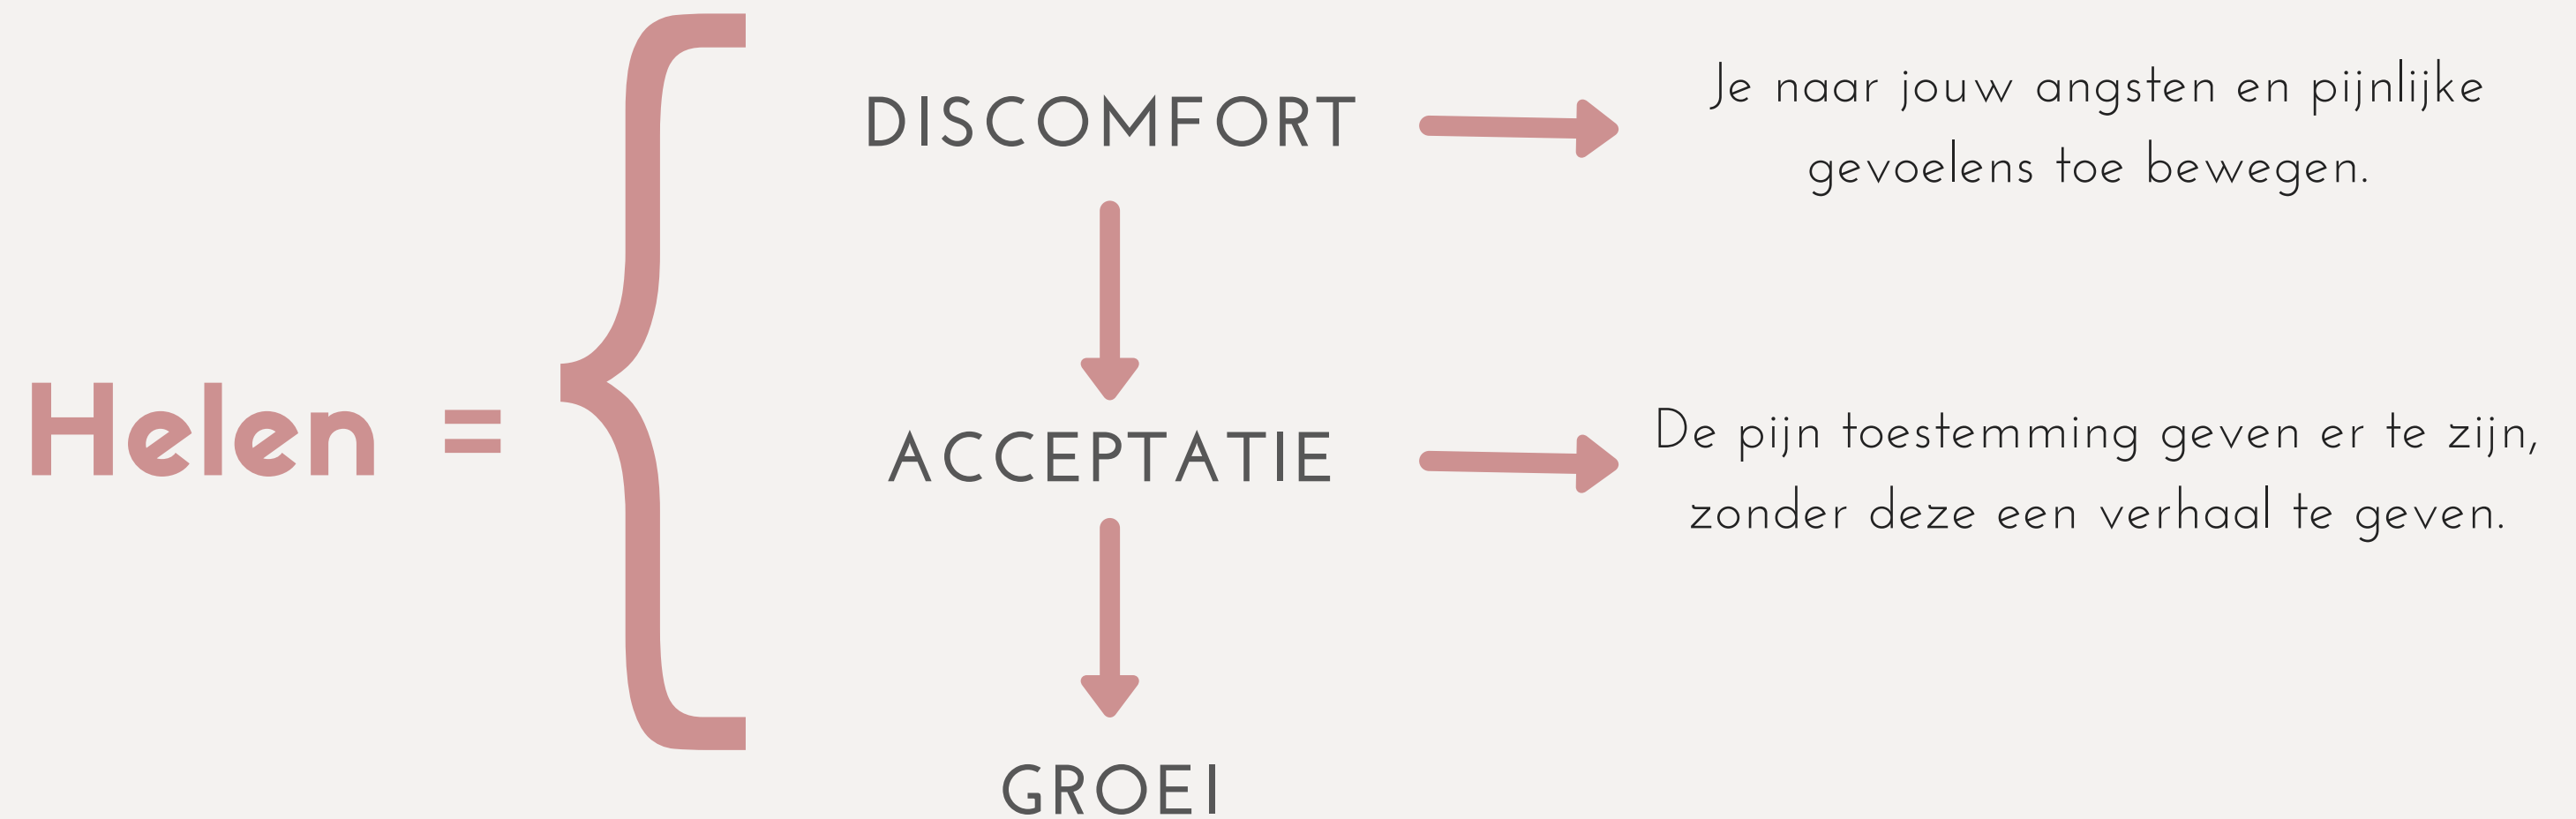 DISCOMFORT
Je naar jouw angsten en pijnlijke
gevoelens toe bewegen.
Helen =
ACCEPTATIE
De pijn toestemming geven er te zijn,
zonder deze een verhaal te geven.
GROEI